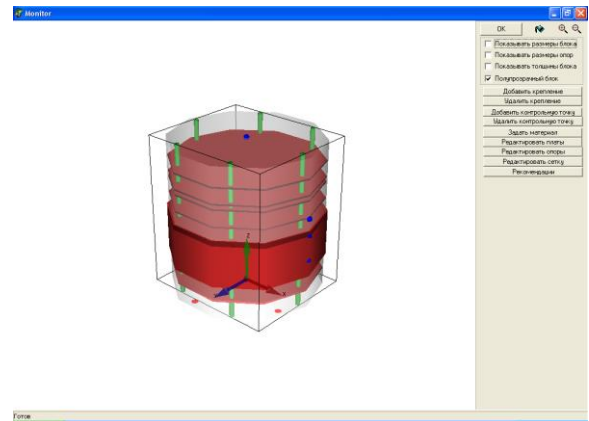 Monitor
OK
Показывать размеры блока
Показывать размеры опор
Показывать толщины блока
Полупрозрачный блок
Добавить крепление
Удалить крепление
Добавить контрольную точку
Удалить контрольную точку
Задать материал
Редактировать платы
Редактировать опоры
Редактировать сетку
Рекомендации
z
x
Готов